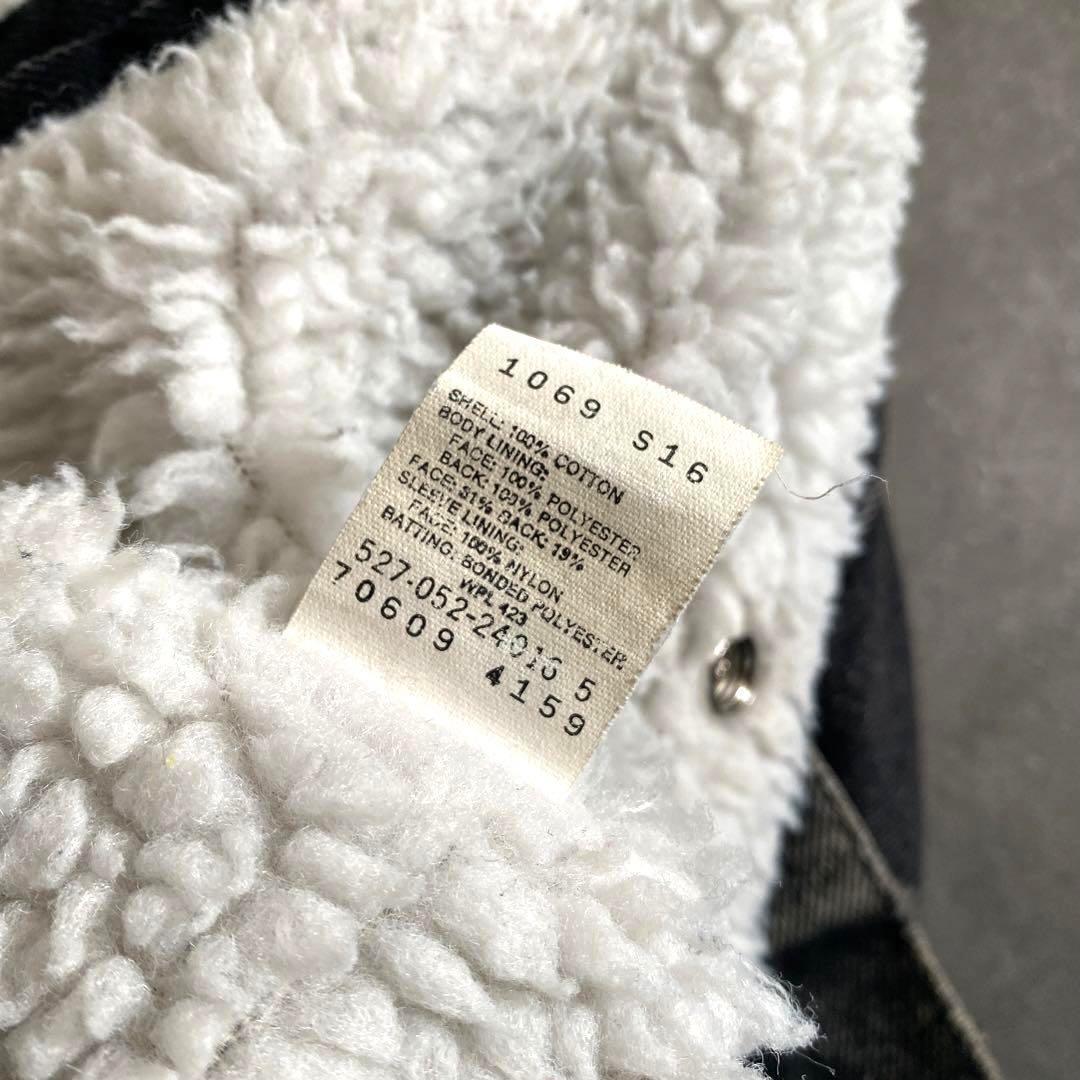 1069 S16
SHELL: 100% COTTON
BODY LINING:
FACE: 100% POLYESTER
BACK: 100% POLYESTER
FACE: 81% BACK: 19%
SLEEVE LINING:
FACE: 100% NYLON
BATTING: BONDED POLYESTER
WPL 423
527-052-24016 5
70609 4159